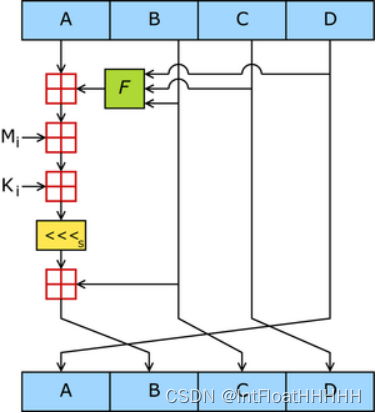 A B C D
F
Mi
Ki
<<<s
A B C D
CSDN @IntFloatHHHHH